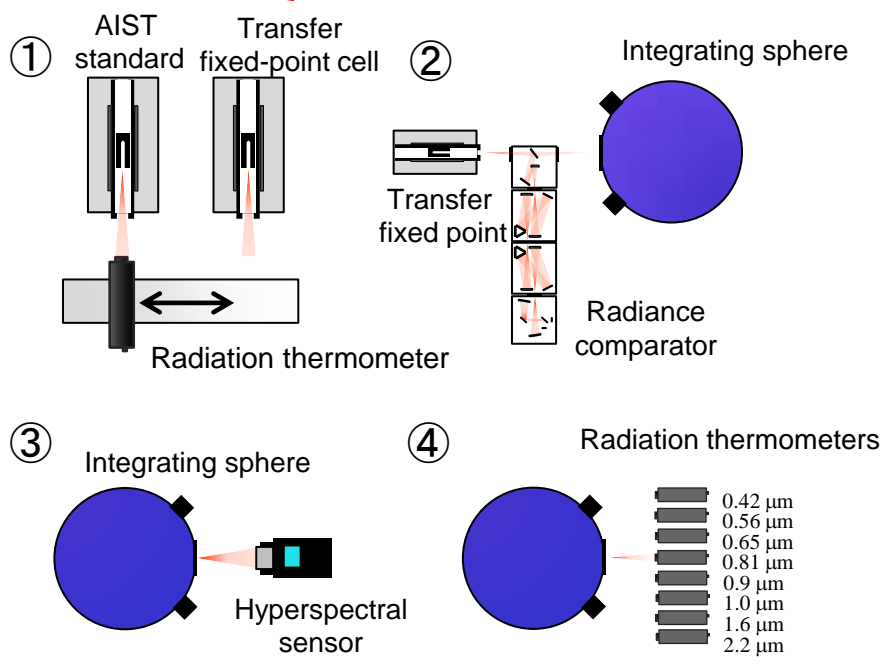 ①
AIST
standard
Transfer
fixed-point cell
Radiation thermometer
②
Integrating sphere
Transfer
fixed point
Radiance
comparator
③
Integrating sphere
Hyperspectral
sensor
④
Radiation thermometers
0.42 μm
0.56 μm
0.65 μm
0.81 μm
0.9 μm
1.0 μm
1.6 μm
2.2 μm